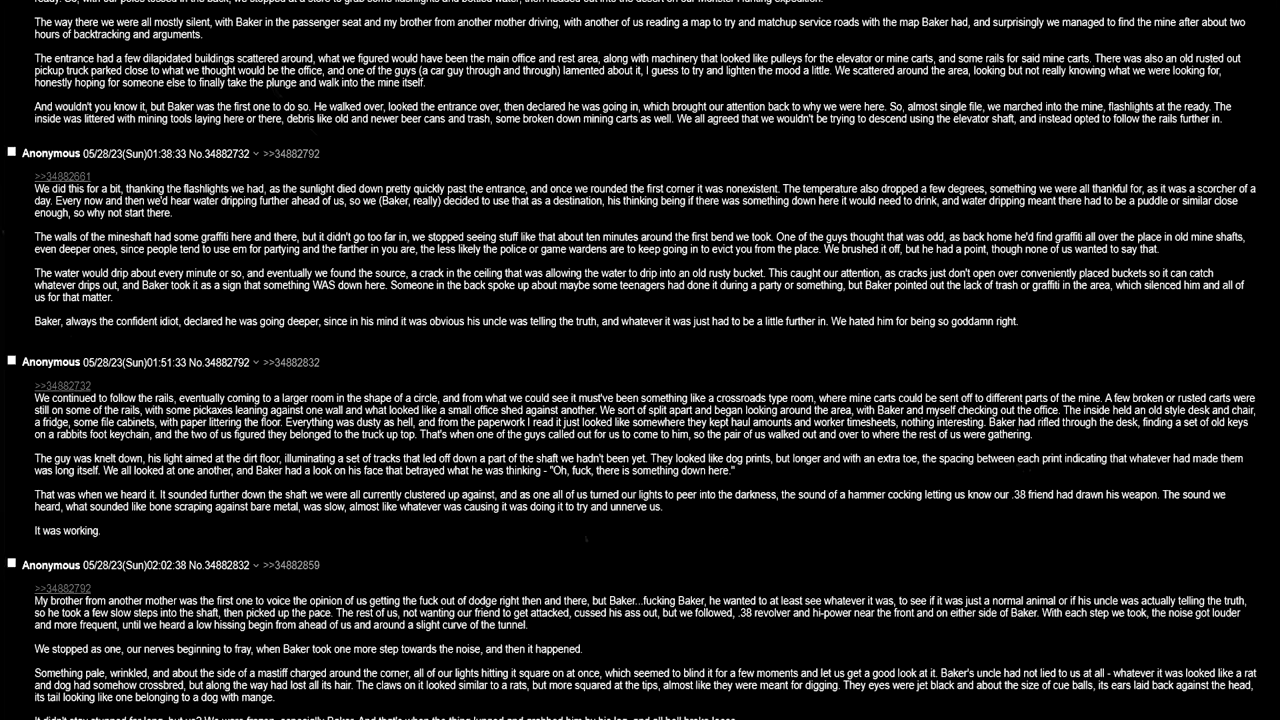 The way there we were all mostly silent, with Baker in the passenger seat and my brother from another mother driving, with another of us reading a map to try and matchup service roads with the map Baker had, and surprisingly we managed to find the mine after about two
hours of backtracking and arguments.
The entrance had a few dilapidated buildings scattered around, what we figured would have been the main office and rest area, along with machinery that looked like pulleys for the elevator or mine carts, and some rails for said mine carts. There was also an old rusted out
pickup truck parked close to what we thought would be the office, and one of the guys (a car guy through and through) lamented about it, I guess to try and lighten the mood a little. We scattered around the area, looking but not really knowing what we were looking for,
honestly hoping for someone else to finally take the plunge and walk into the mine itself.
And wouldn't you know it, but Baker was the first one to do so. He walked over, looked the entrance over, then declared he was going in, which brought our attention back to why we were here. So, almost single file, we marched into the mine, flashlights at the ready. The
inside was littered with mining tools laying here or there, debris like old and newer beer cans and trash, some broken down mining carts as well. We all agreed that we wouldn't be trying to descend using the elevator shaft, and instead opted to follow the rails further in.
Anonymous 05/28/23(Sun)01:38:33 No.34882732 >>34882792
>>34882661
We did this for a bit, thanking the flashlights we had, as the sunlight died down pretty quickly past the entrance, and once we rounded the first corner it was nonexistent. The temperature also dropped a few degrees, something we were all thankful for, as it was a scorcher of a
day. Every now and then we'd hear water dripping further ahead of us, so we (Baker, really) decided to use that as a destination, his thinking being if there was something down here it would need to drink, and water dripping meant there had to be a puddle or similar close
enough, so why not start there.
The walls of the mineshaft had some graffiti here and there, but it didn't go too far in, we stopped seeing stuff like that about ten minutes around the first bend we took. One of the guys thought that was odd, as back home he'd find graffiti all over the place in old mine shafts,
even deeper ones, since people tend to use em for partying and the farther in you are, the less likely the police or game wardens are to keep going in to evict you from the place. We brushed it off, but he had a point, though none of us wanted to say that.
The water would drip about every minute or so, and eventually we found the source, a crack in the ceiling that was allowing the water to drip into an old rusty bucket. This caught our attention, as cracks just don't open over conveniently placed buckets so it can catch
whatever drips out, and Baker took it as a sign that something WAS down here. Someone in the back spoke up about maybe some teenagers had done it during a party or something, but Baker pointed out the lack of trash or graffiti in the area, which silenced him and all of
us for that matter.
Baker, always the confident idiot, declared he was going deeper, since in his mind it was obvious his uncle was telling the truth, and whatever it was just had to be a little further in. We hated him for being so goddamn right.
Anonymous 05/28/23(Sun)01:51:33 No.34882792 >>34882832
>>34882732
We continued to follow the rails, eventually coming to a larger room in the shape of a circle, and from what we could see it must've been something like a crossroads type room, where mine carts could be sent off to different parts of the mine. A few broken or rusted carts were
still on some of the rails, with some pickaxes leaning against one wall and what looked like a small office shed against another. We sort of split apart and began looking around the area, with Baker and myself checking out the office. The inside held an old style desk and chair,
a fridge, some file cabinets, with paper littering the floor. Everything was dusty as hell, and from the paperwork I read it just looked like somewhere they kept haul amounts and worker timesheets, nothing interesting. Baker had rifled through the desk, finding a set of old keys
on a rabbits foot keychain, and the two of us figured they belonged to the truck up top. That's when one of the guys called out for us to come to him, so the pair of us walked out and over to where the rest of us were gathering.
The guy was knelt down, his light aimed at the dirt floor, illuminating a set of tracks that led off down a part of the shaft we hadn't been yet. They looked like dog prints, but longer and with an extra toe, the spacing between each print indicating that whatever had made them
was long itself. We all looked at one another, and Baker had a look on his face that betrayed what he was thinking - "Oh, fuck, there is something down here."
That was when we heard it. It sounded further down the shaft we were all currently clustered up against, and as one all of us turned our lights to peer into the darkness, the sound of a hammer cocking letting us know our .38 friend had drawn his weapon. The sound we
heard, what sounded like bone scraping against bare metal, was slow, almost like whatever was causing it was doing it to try and unnerve us.
It was working.
Anonymous 05/28/23(Sun)02:02:38 No.34882832 >>34882859
>>34882792
My brother from another mother was the first one to voice the opinion of us getting the fuck out of dodge right then and there, but Baker...fucking Baker, he wanted to at least see whatever it was, to see if it was just a normal animal or if his uncle was actually telling the truth,
so he took a few slow steps into the shaft, then picked up the pace. The rest of us, not wanting our friend to get attacked, cussed his ass out, but we followed, .38 revolver and hi-power near the front and on either side of Baker. With each step we took, the noise got louder
and more frequent, until we heard a low hissing begin from ahead of us and around a slight curve of the tunnel.
We stopped as one, our nerves beginning to fray, when Baker took one more step towards the noise, and then it happened.
Something pale, wrinkled, and about the side of a mastiff charged around the corner, all of our lights hitting it square on at once, which seemed to blind it for a few moments and let us get a good look at it. Baker's uncle had not lied to us at all - whatever it was looked like a rat
and dog had somehow crossbred, but along the way had lost all its hair. The claws on it looked similar to a rats, but more squared at the tips, almost like they were meant for digging. They eyes were jet black and about the size of cue balls, its ears laid back against the head,
its tail looking like one belonging to a dog with mange.